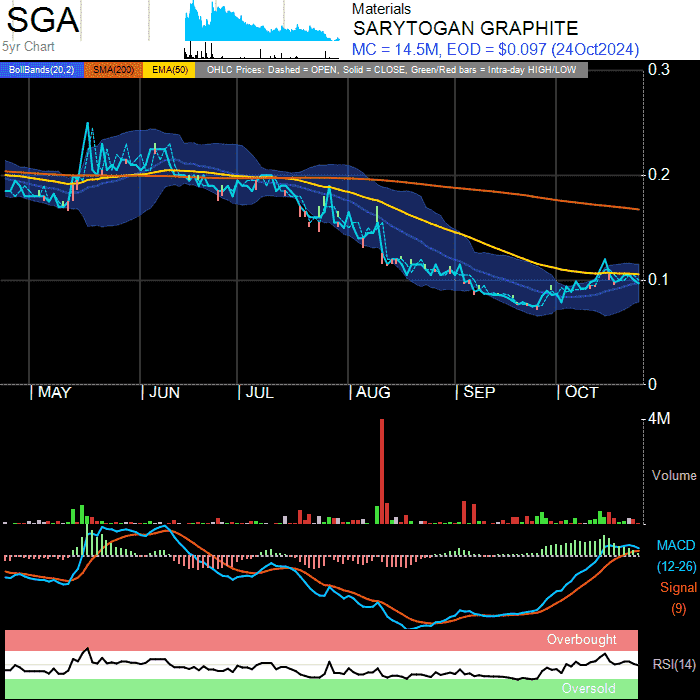 SGA
5yr Chart
Materials
SARYTOGAN GRAPHITE
MC = 14.5M, EOD = $0.097 (24Oct2024)
BollBands(20,2) SMA(200) EMA(50) OHLC Prices: Dashed = OPEN, Solid = CLOSE, Green/Red bars = Intra-day HIGH/LOW
0.3
0.2
0.1
0
MAY JUN JUL AUG SEP OCT
4M
Volume
MACD
(12-26)
Signal
(9)
Overbought
RSI(14)
Oversold